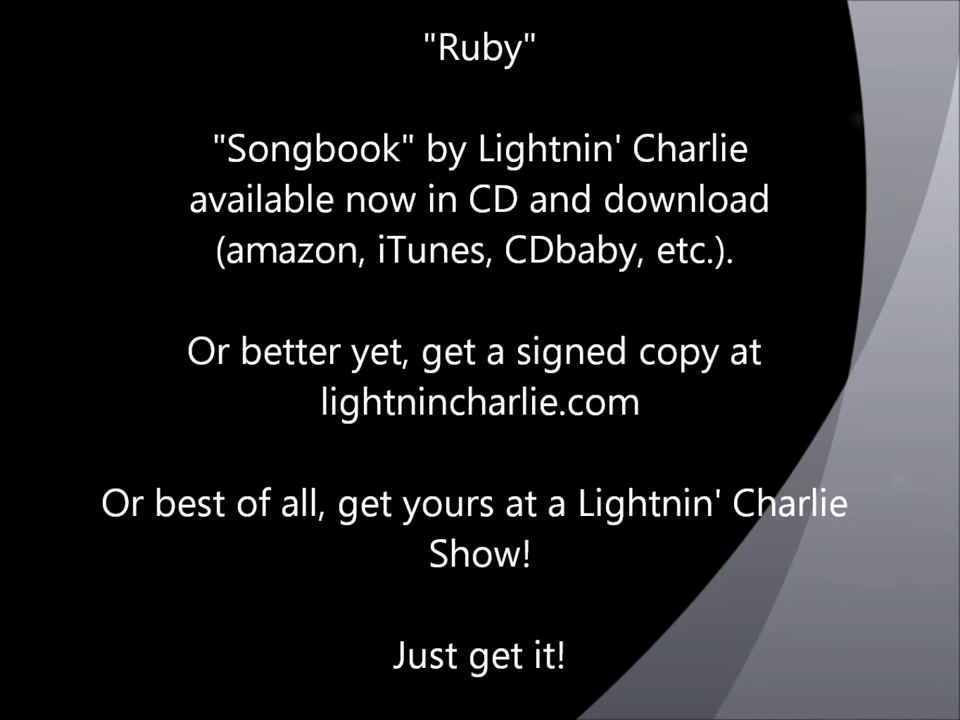 "Ruby"
"Songbook" by Lightnin' Charlie
available now in CD and download
(amazon, iTunes, CDbaby, etc.).
Or better yet, get a signed copy at
lightnincharlie.com
Or best of all, get yours at a Lightnin' Charlie
Show!
Just get it!